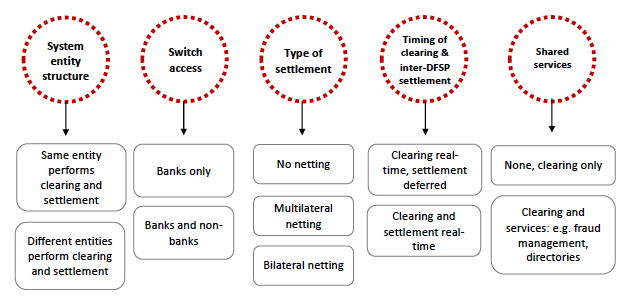 System
entity
structure
Switch
access
Type of
settlement
Timing of
clearing &
inter-DFSP
settlement
Shared
services
Same entity
performs
clearing and
settlement
Different entities
perform clearing
and settlement
Banks only
Banks and non-
banks
No netting
Multilateral
netting
Bilateral netting
Clearing real-
time, settlement
deferred
Clearing and
settlement real-
time
None, clearing only
Clearing and
services: e.g. fraud
management,
directories